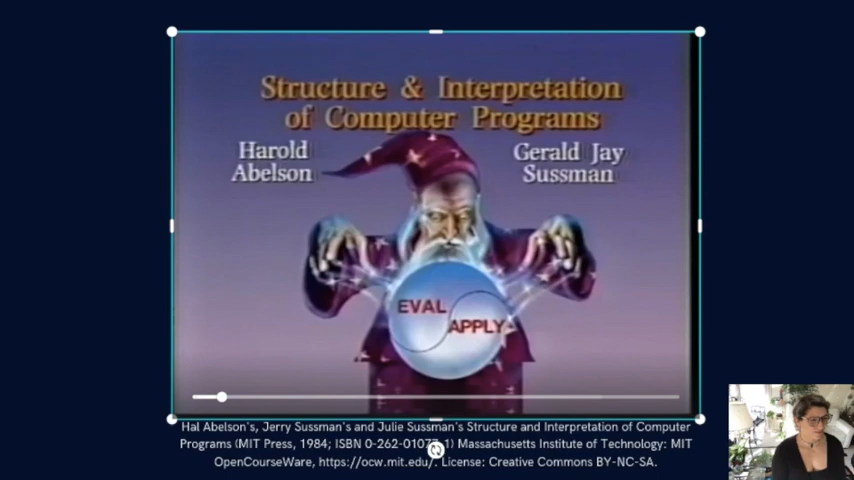 Structure & Interpretation
of Computer Programs
Harold
Abelson
Gerald Jay
Sussman
EVAL
APPLY
Hal Abelson's, Jerry Sussman's and Julie Sussman's Structure and Interpretation of Computer
Programs (MIT Press, 1984; ISBN 0-262-01077-1) Massachusetts Institute of Technology: MIT
OpenCourseWare, https://ocw.mit.edu/. License: Creative Commons BY-NC-SA.